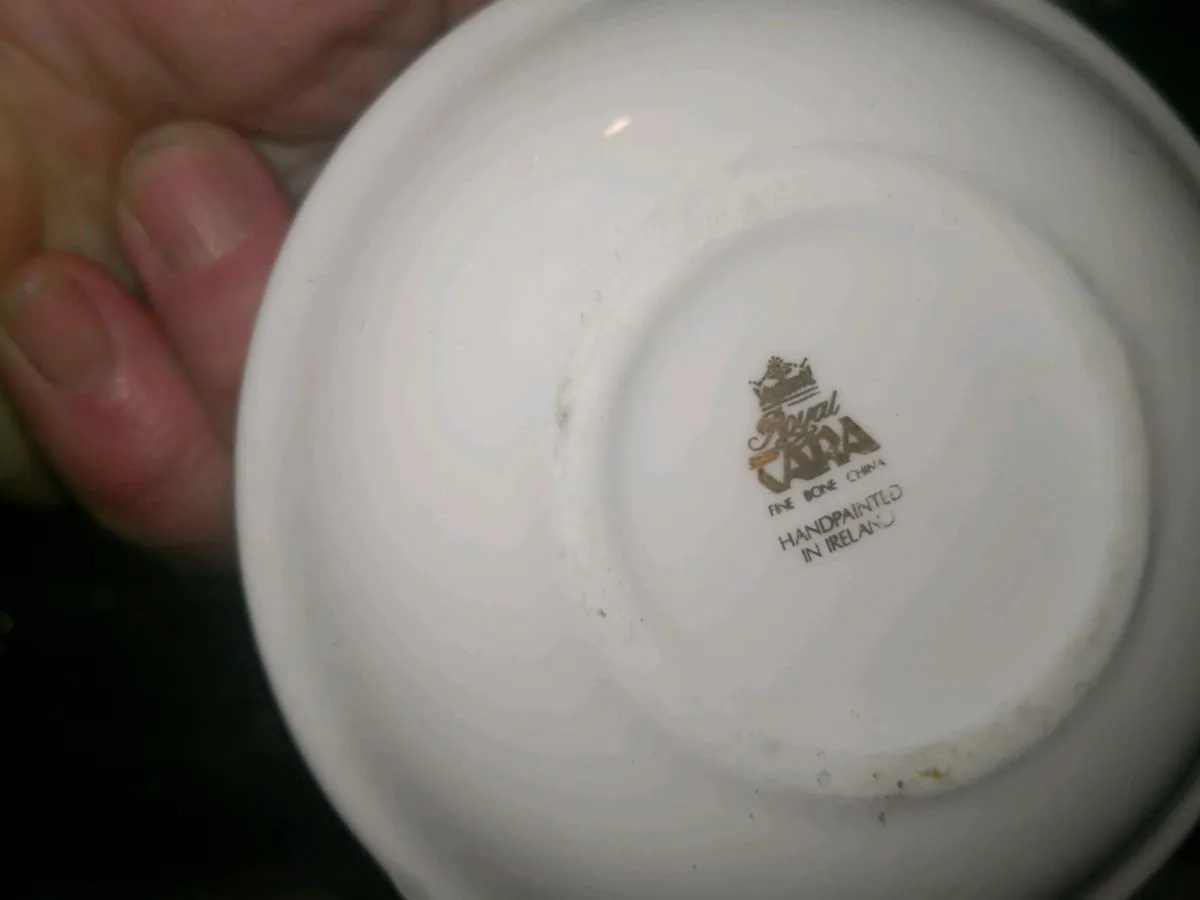 Royal
TARA
FINE BONE CHINA
HANDPAINTED
IN IRELAND